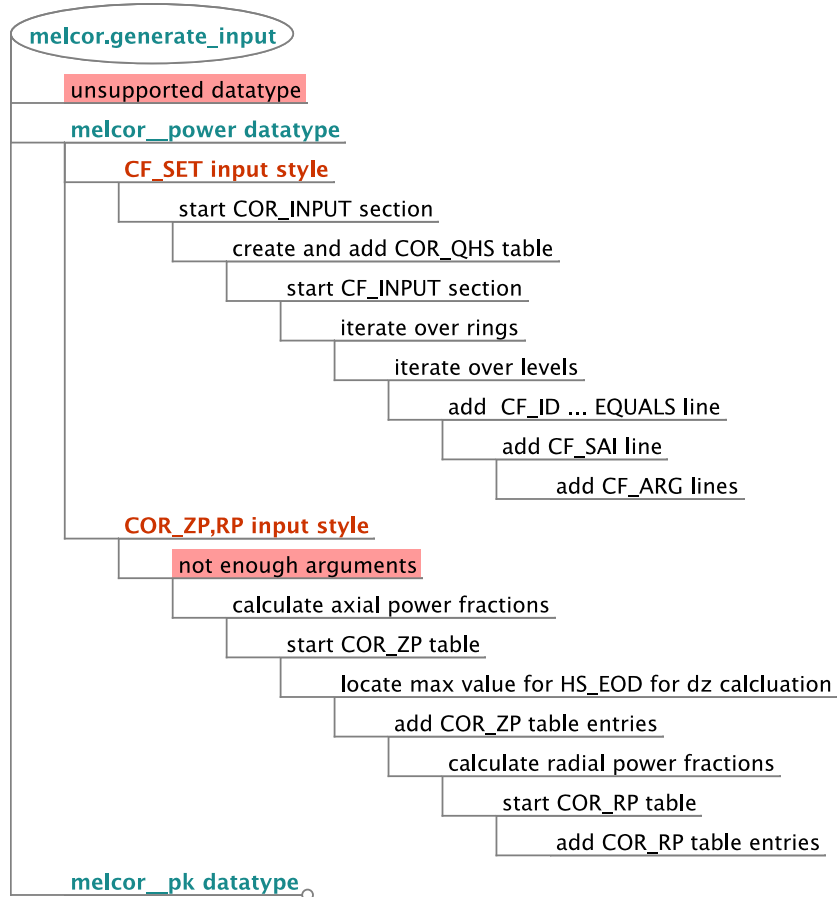 melcor.generate_input
unsupported datatype
melcor__power datatype
CF_SET input style
start COR_INPUT section
create and add COR_QHS table
start CF_INPUT section
iterate over rings
iterate over levels
add  CF_ID ... EQUALS line
add CF_SAI line
add CF_ARG lines
COR_ZP,RP input style
not enough arguments
calculate axial power fractions
start COR_ZP table
locate max value for HS_EOD for dz calcluation
add COR_ZP table entries
calculate radial power fractions
start COR_RP table
add COR_RP table entries
melcor__pk datatype